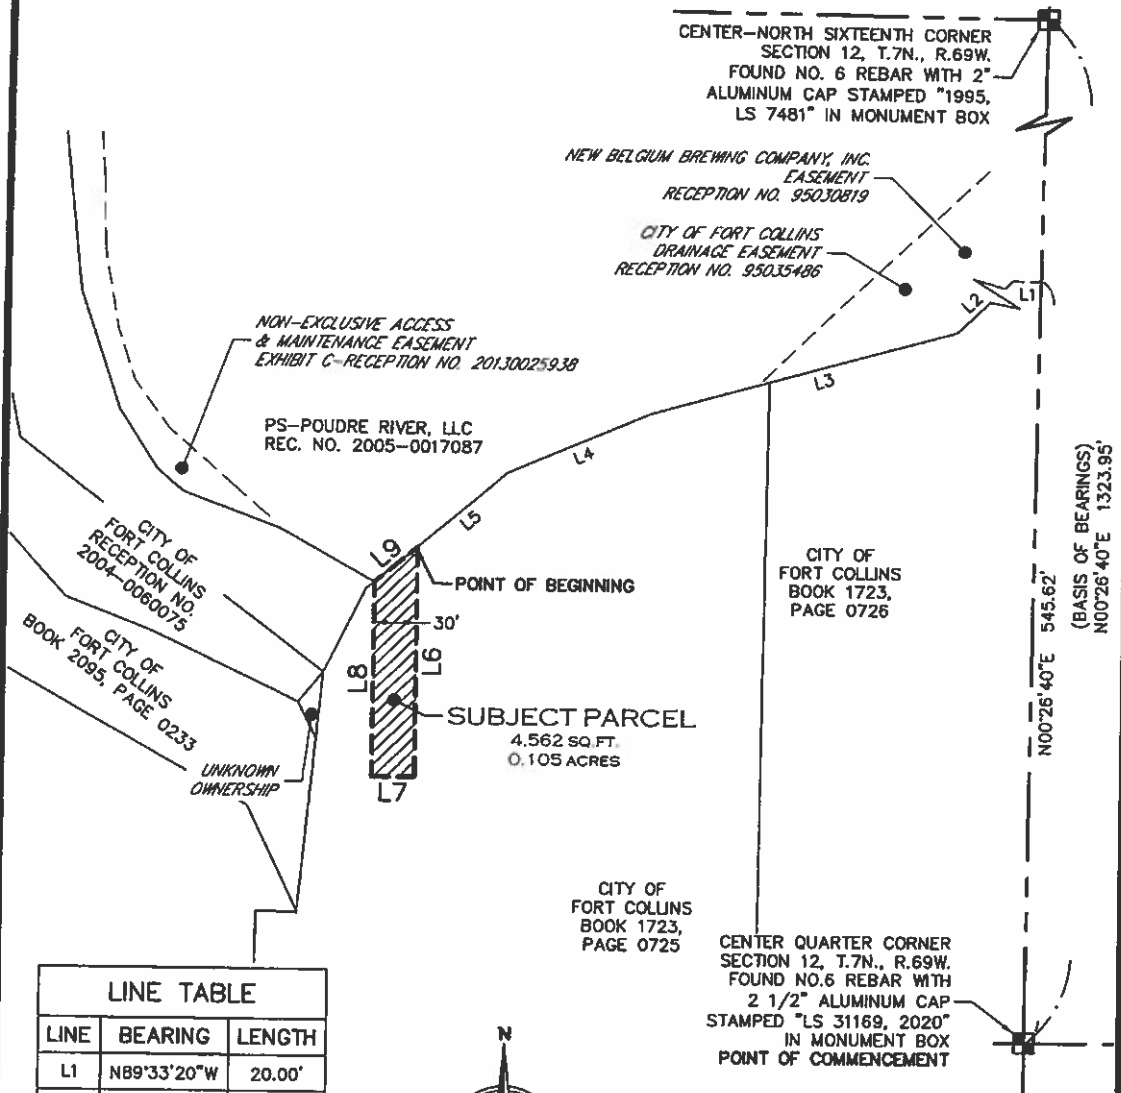 CENTER-NORTH SIXTEENTH CORNER
SECTION 12, T.7N., R.69W.
FOUND NO. 6 REBAR WITH 2"
ALUMINUM CAP STAMPED "1995,
LS 7481" IN MONUMENT BOX
NEW BELGIUM BREWING COMPANY, INC.
EASEMENT
RECEPTION NO. 95030819
CITY OF FORT COLLINS
DRAINAGE EASEMENT
RECEPTION NO. 95035486
L1
L2
L3
NON-EXCLUSIVE ACCESS
& MAINTENANCE EASEMENT
EXHIBIT C-RECEPTION NO. 20130025938
PS-POUDRE RIVER, LLC
REC. NO. 2005-0017087
L4
L5
L9
POINT OF BEGINNING
30'
L6
L8
L7
SUBJECT PARCEL
4.562 SQ.FT.
0.105 ACRES
CITY OF
FORT COLLINS
RECEPTION NO.
2004-0060075
CITY OF
FORT COLLINS
BOOK 2095, PAGE 0233
UNKNOWN
OWNERSHIP
CITY OF
FORT COLLINS
BOOK 1723,
PAGE 0726
N00°26'40"E 545.62'
(BASIS OF BEARINGS)
N00°26'40"E 1323.95'
CITY OF
FORT COLLINS
BOOK 1723,
PAGE 0725
CENTER QUARTER CORNER
SECTION 12, T.7N., R.69W.
FOUND NO.6 REBAR WITH
2 1/2" ALUMINUM CAP
STAMPED "LS 31169, 2020"
IN MONUMENT BOX
POINT OF COMMENCEMENT
LINE TABLE
LINE BEARING LENGTH
L1 N89°33'20"W 20.00'
N